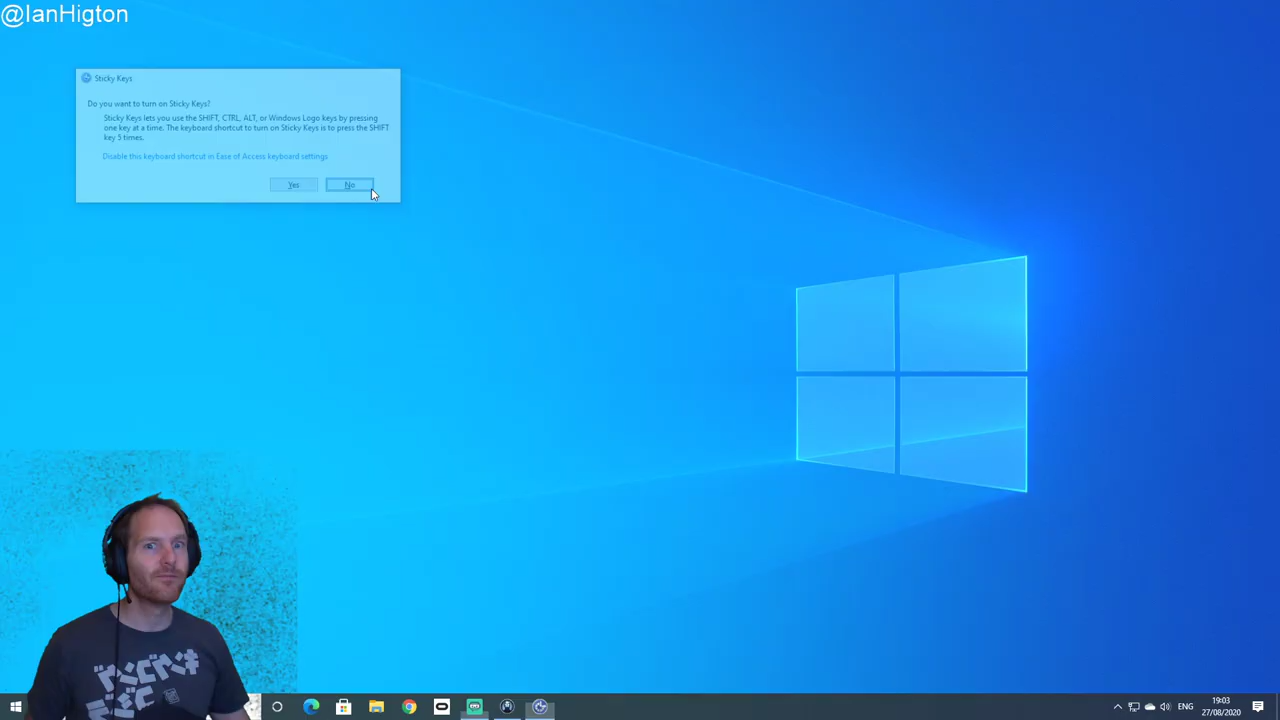 @IanHigton
Sticky Keys
Do you want to turn on Sticky Keys?
Sticky Keys lets you use the SHIFT, CTRL, ALT, or Windows Logo keys by pressing
one key at a time. The keyboard shortcut to turn on Sticky Keys is to press the SHIFT
key 5 times.
Disable this keyboard shortcut in Ease of Access keyboard settings
Yes No
ENG
19:03
27/08/2020